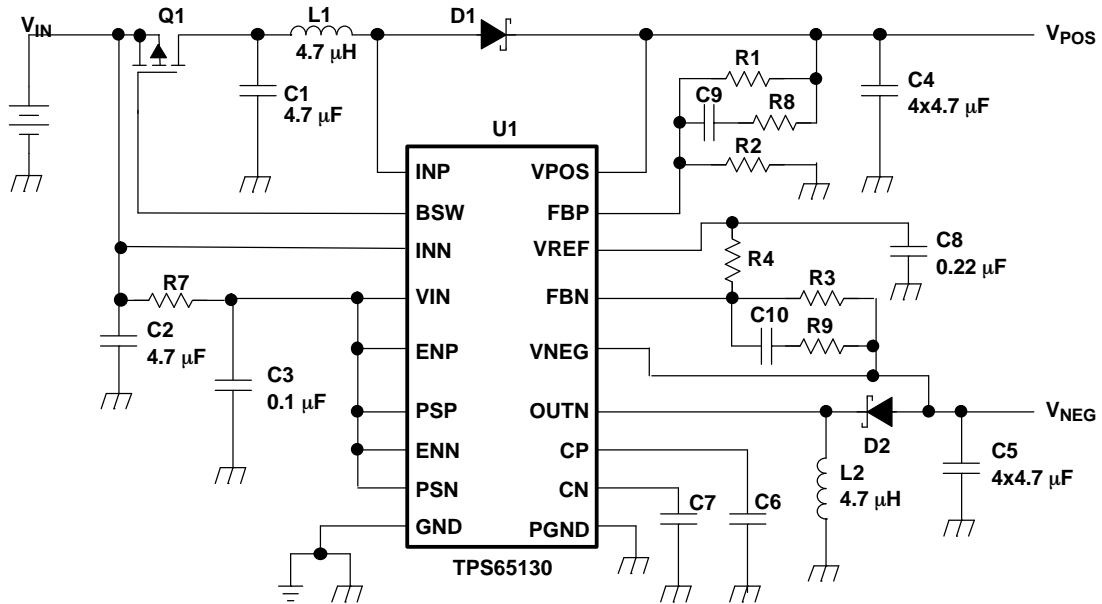 V_IN
Q1
L1
4.7 μH
D1
V_POS
C1
4.7 μF
R1
C9
R8
R2
C4
4x4.7 μF
U1
INP
VPOS
BSW
FBP
INN
VREF
VIN
FBN
ENP
VNEG
PSP
OUTN
ENN
CP
PSN
CN
GND
PGND
TPS65130
R4
C8
0.22 μF
R3
C10
R9
R7
C2
4.7 μF
C3
0.1 μF
D2
V_NEG
L2
4.7 μH
C5
4x4.7 μF
C7
C6